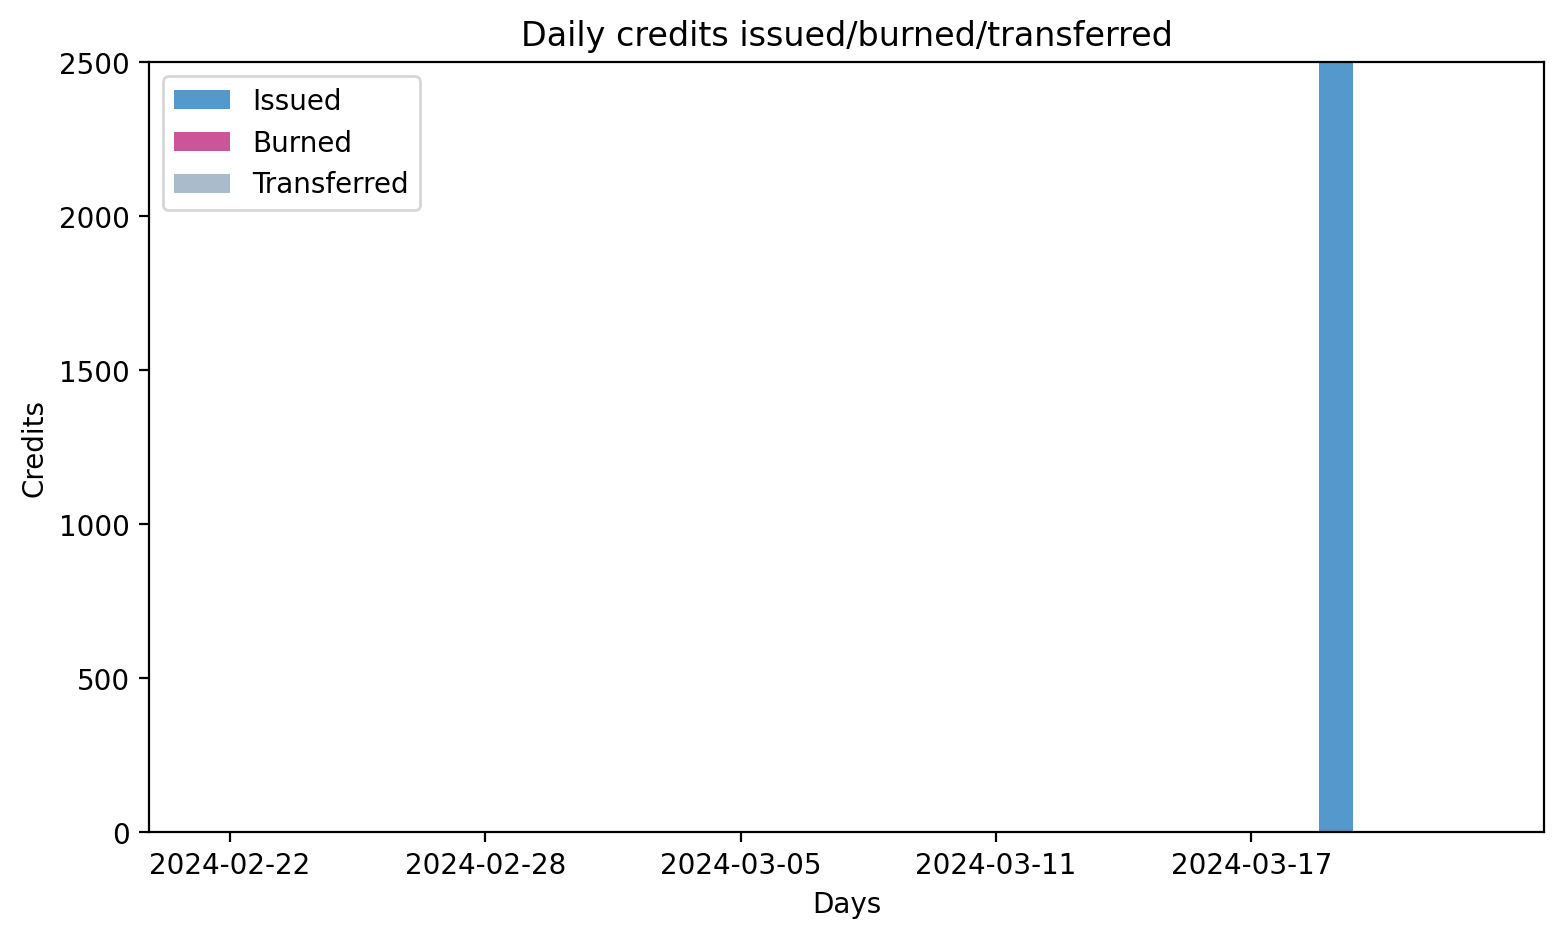 Daily credits issued/burned/transferred
2500
2000
1500
1000
500
0
Credits
Issued
Burned
Transferred
2024-02-22
2024-02-28
2024-03-05
2024-03-11
2024-03-17
Days